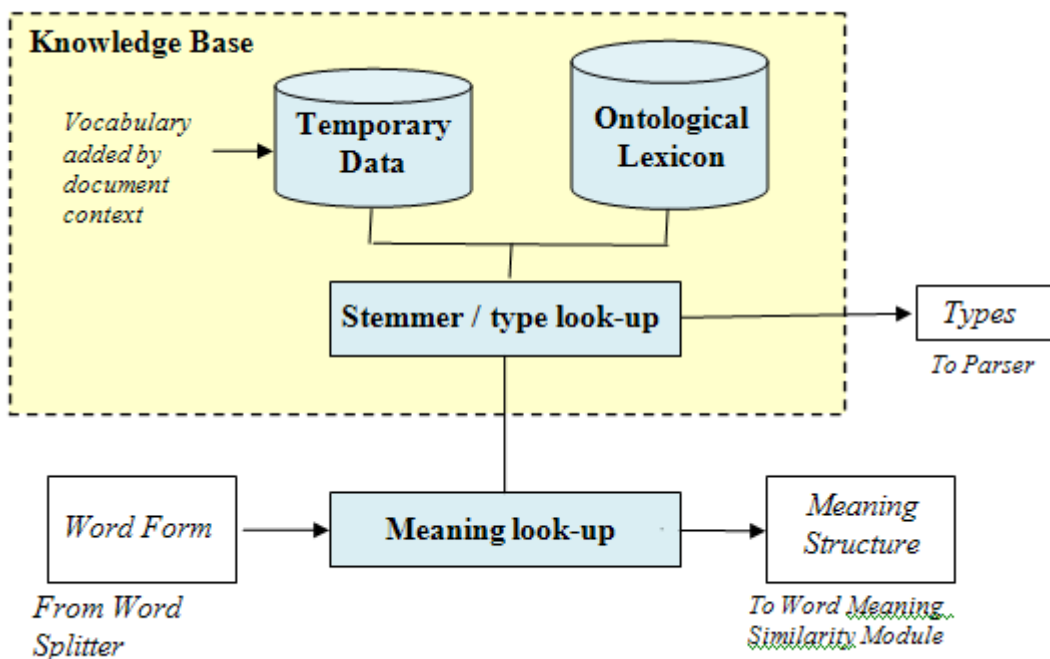 Knowledge Base
Vocabulary
added by
document
context
Temporary
Data
Ontological
Lexicon
Stemmer / type look-up
Types
To Parser
Word Form
From Word
Splitter
Meaning look-up
Meaning
Structure
To Word Meaning
Similarity Module